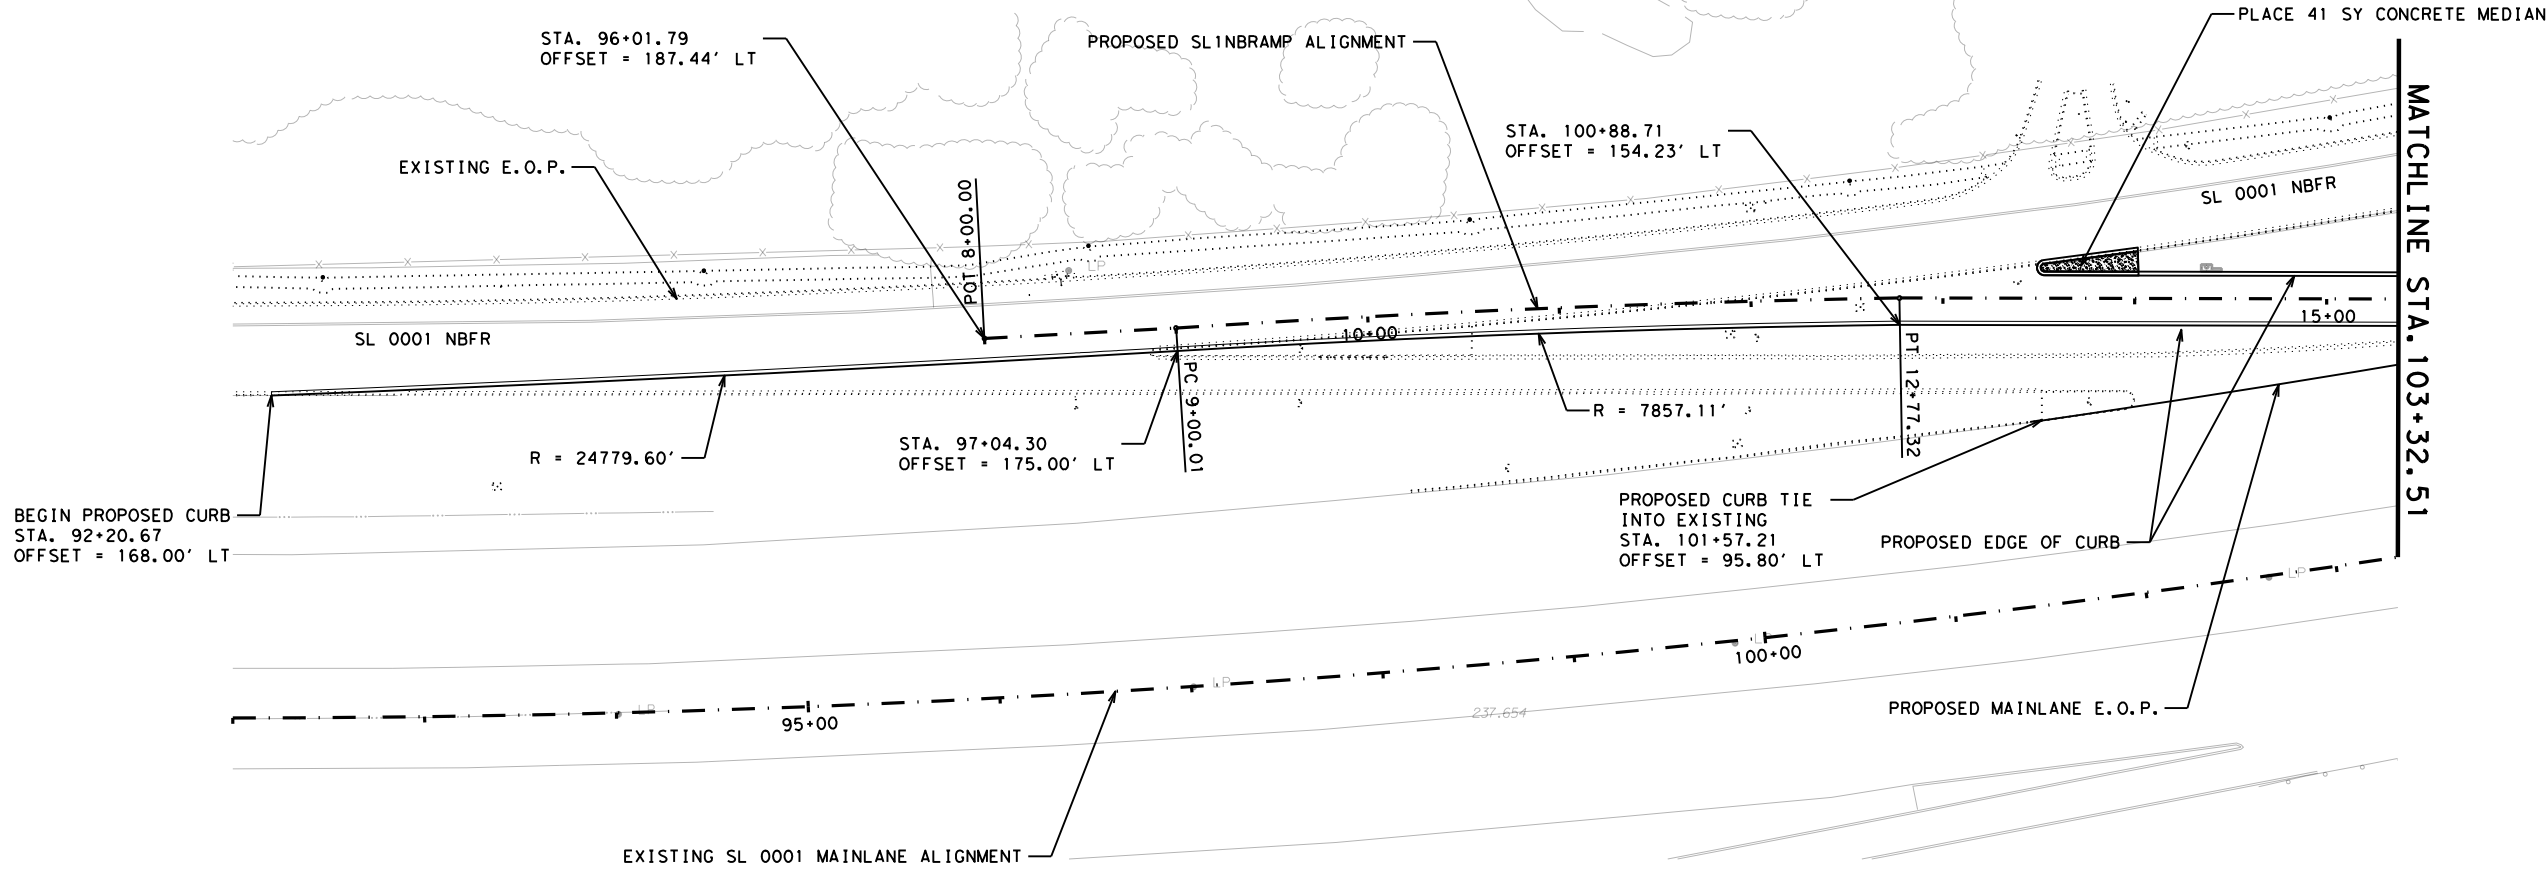 PLACE 41 SY CONCRETE MEDIAN
STA. 96+01.79
OFFSET = 187.44' LT
PROPOSED SL1NBRAMP ALIGNMENT
STA. 100+88.71
OFFSET = 154.23' LT
EXISTING E.O.P.
POT 8+00.00
SL 0001 NBFR
MATCHLINE STA. 103+32.51
LP
SL 0001 NBFR
10+00
15+00
PT 12+77.32
PC 9+00.01
R = 7857.11'
STA. 97+04.30
OFFSET = 175.00' LT
R = 24779.60'
BEGIN PROPOSED CURB
STA. 92+20.67
OFFSET = 168.00' LT
PROPOSED CURB TIE
INTO EXISTING
STA. 101+57.21
OFFSET = 95.80' LT
PROPOSED EDGE OF CURB
LP
LP
100+00
LP
LP
95+00
237.654
PROPOSED MAINLANE E.O.P.
EXISTING SL 0001 MAINLANE ALIGNMENT